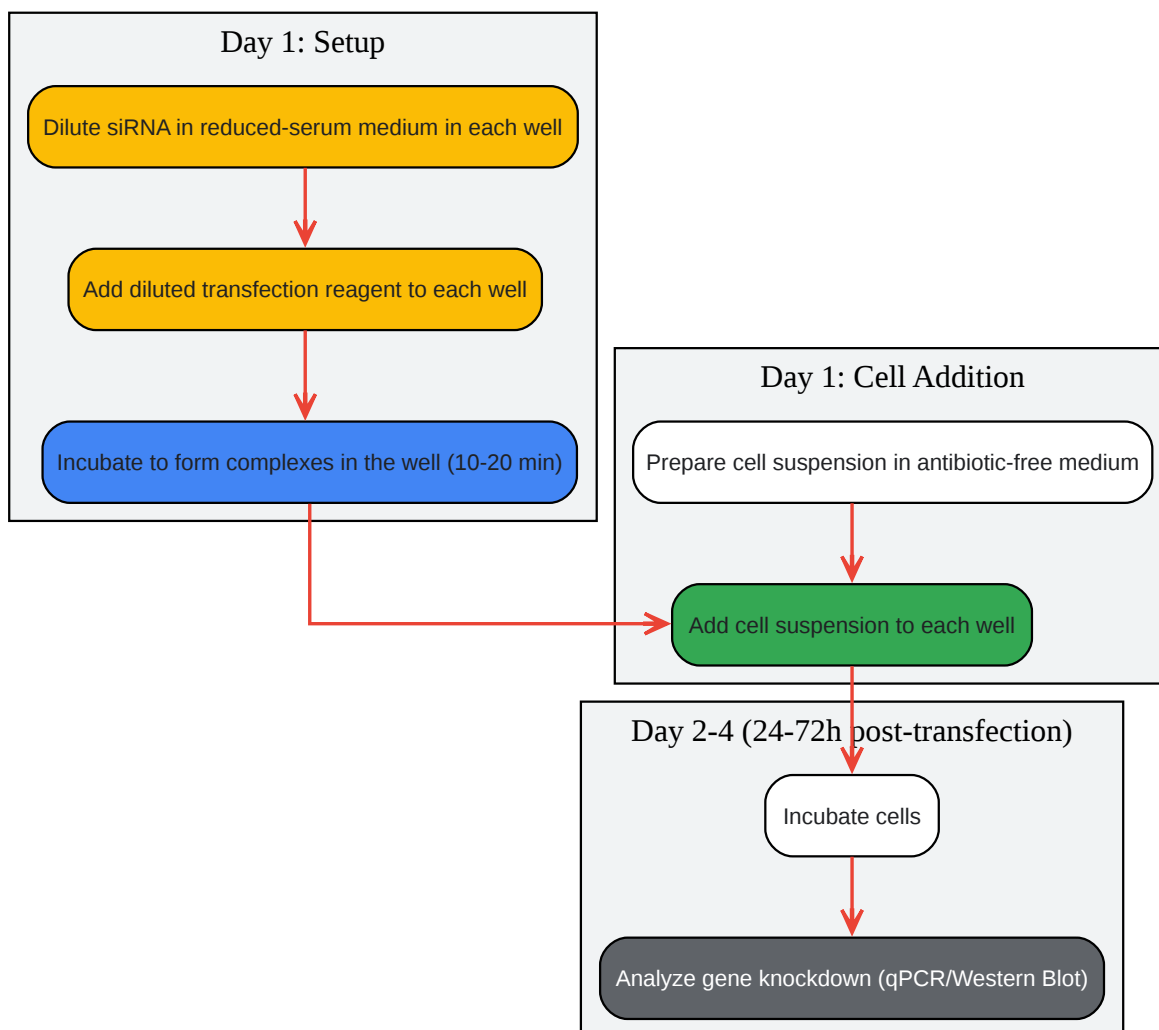 Day 1: Setup
Dilute siRNA in reduced-serum medium in each well
Add diluted transfection reagent to each well
Incubate to form complexes in the well (10-20 min)
Day 1: Cell Addition
Prepare cell suspension in antibiotic-free medium
Add cell suspension to each well
Day 2-4 (24-72h post-transfection)
Incubate cells
Analyze gene knockdown (qPCR/Western Blot)